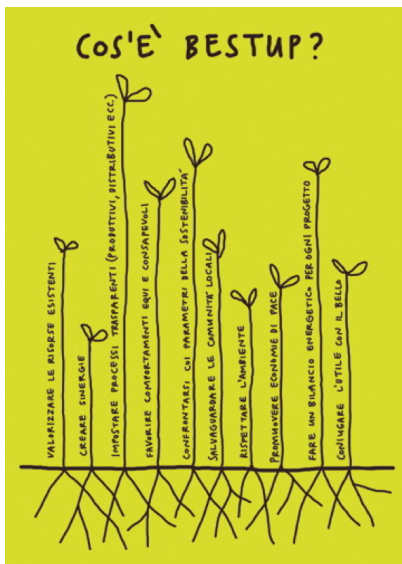 COS'È BESTUP?
VALORIZZARE LE RISORSE ESISTENTI
CREARE SINERGIE
IMPOSTARE PROCESSI TRASPARENTI (PRODUTTIVI, DISTRIBUTIVI ECC.)
FAVORIRE COMPORTAMENTI EQUI E CONSAPEVOLI
CONFRONTARSI COI PARAMETRI DELLA SOSTENIBILITÀ
SALVAGUARDARE LE COMUNITÀ LOCALI
RISPETTARE L'AMBIENTE
PROMUOVERE ECONOMIE DI PACE
FARE UN BILANCIO ENERGETICO PER OGNI PROGETTO
CONIUGARE L'UTILE CON IL BELLO